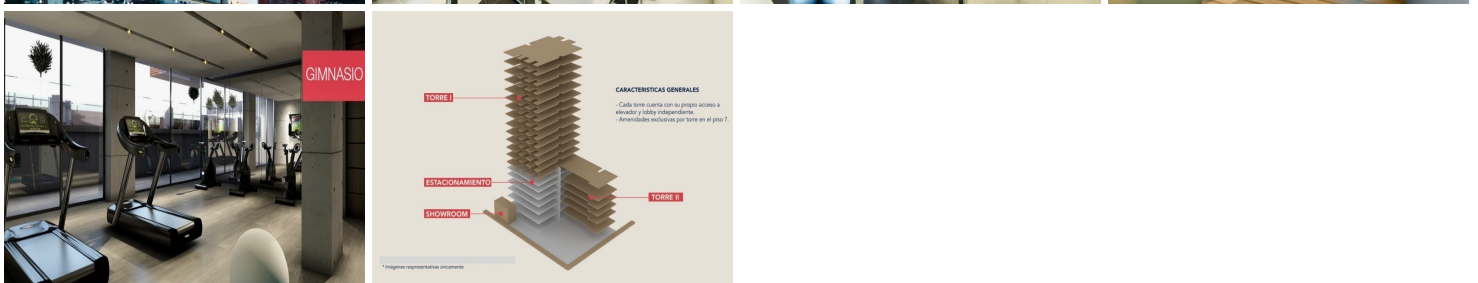 GIMNASIO
CARACTERISTICAS GENERALES
TORRE I
- Cada torre cuenta con su propio acceso a
elevador y lobby independiente.
- Amenidades exclusivas por torre en el piso 7.
ESTACIONAMIENTO
TORRE II
SHOWROOM
* Imágenes respresentativas únicamente